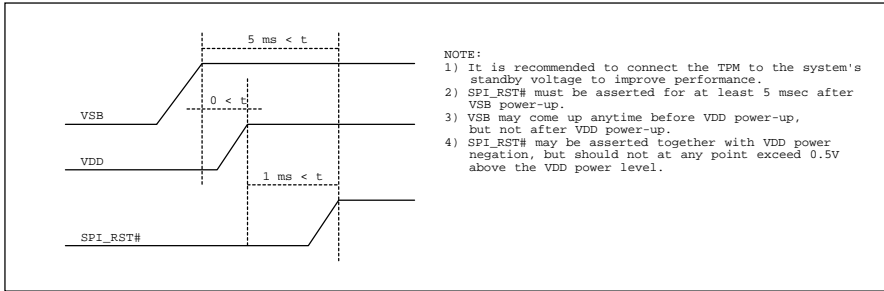 5 ms < t
0 < t
VSB
VDD
1 ms < t
SPI_RST#
NOTE:
1) It is recommended to connect the TPM to the system's
standby voltage to improve performance.
2) SPI_RST# must be asserted for at least 5 msec after
VSB power-up.
3) VSB may come up anytime before VDD power-up,
but not after VDD power-up.
4) SPI_RST# may be asserted together with VDD power
negation, but should not at any point exceed 0.5V
above the VDD power level.